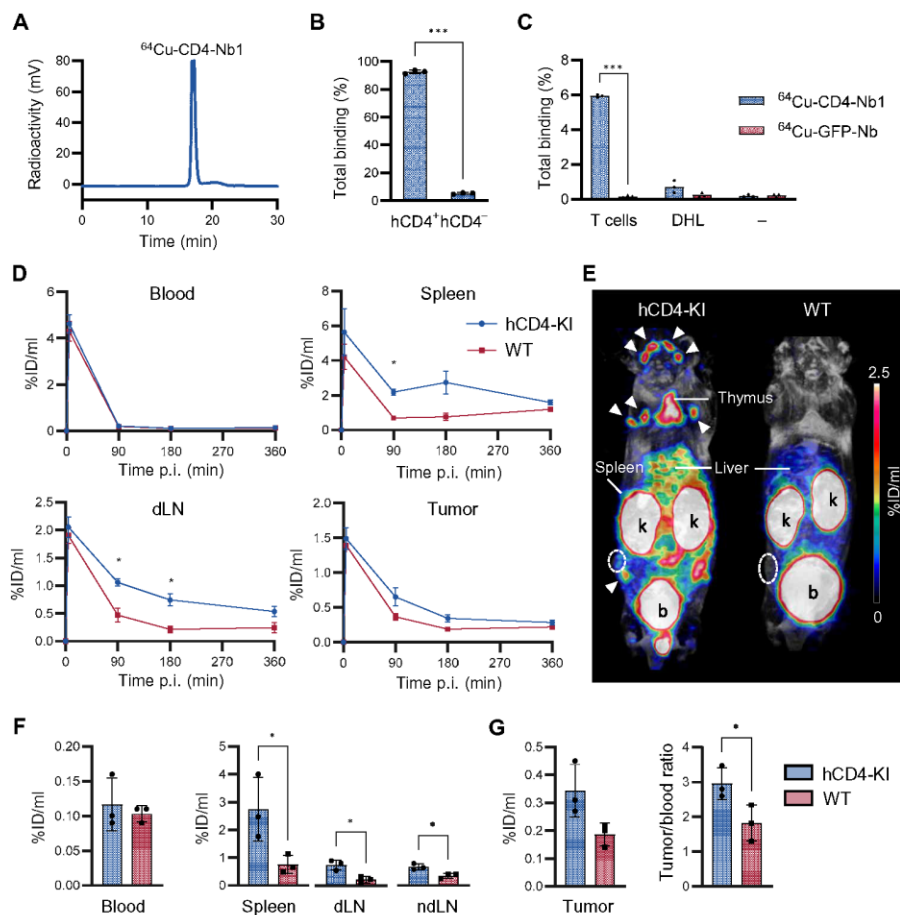 A
⁶⁴Cu-CD4-Nb1
Radioactivity (mV)
80
60
40
20
0
0 10 20 30
Time (min)
B
***
Total binding (%)
100
80
60
40
20
0
hCD4⁺hCD4⁻
C
***
Total binding (%)
8
6
4
2
0
T cells DHL –
⁶⁴Cu-CD4-Nb1
⁶⁴Cu-GFP-Nb
D
Blood
%ID/ml
6
4
2
0
0 90 180 270 360
Time p.i. (min)
Spleen
%ID/ml
8
6
4
2
0
*
0 90 180 270 360
Time p.i. (min)
hCD4-KI
WT
dLN
%ID/ml
2.5
2.0
1.5
1.0
0.5
0.0
* *
0 90 180 270 360
Time p.i. (min)
Tumor
%ID/ml
2.0
1.5
1.0
0.5
0.0
0 90 180 270 360
Time p.i. (min)
E
hCD4-KI WT
Thymus
Spleen Liver
k k k k
b b
2.5
%ID/ml
0
F
%ID/ml
0.20
0.15
0.10
0.05
0.00
Blood
%ID/ml
5
4
3
2
1
0
* * *
Spleen dLN ndLN
G
%ID/ml
0.5
0.4
0.3
0.2
0.1
0.0
Tumor
Tumor/blood ratio
4
3
2
1
0
*
hCD4-KI
WT